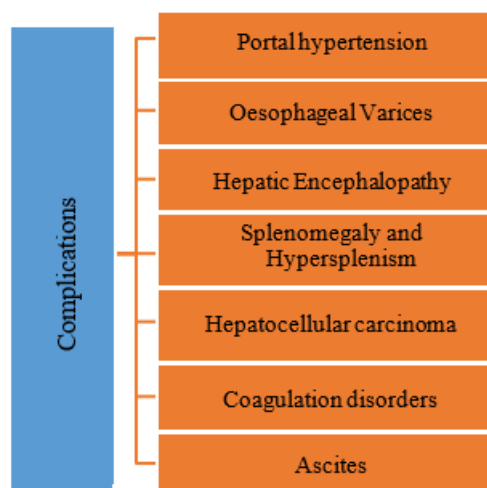 Complications
Portal hypertension
Oesophageal Varices
Hepatic Encephalopathy
Splenomegaly and
Hypersplenism
Hepatocellular carcinoma
Coagulation disorders
Ascites